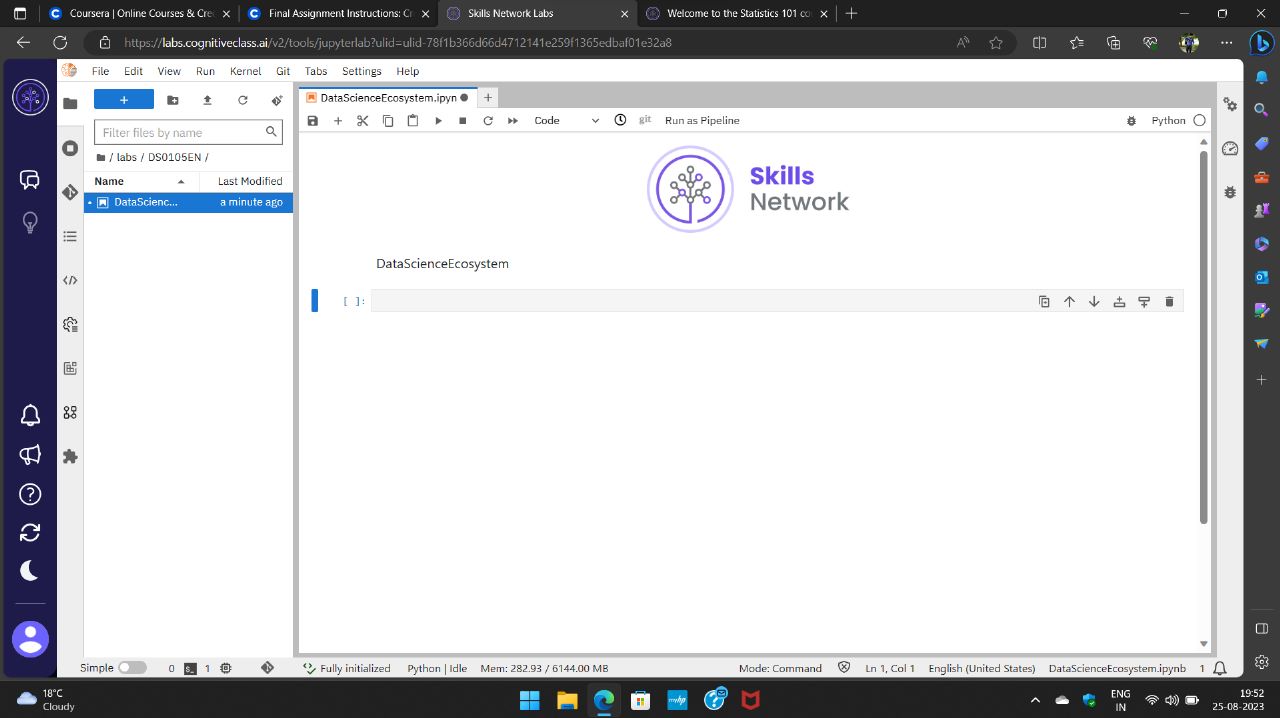 Coursera | Online Courses & Cre
Final Assignment Instructions: Cr
Skills Network Labs
Welcome to the Statistics 101 co
https://labs.cognitiveclass.ai/v2/tools/jupyterlab?ulid=ulid-78f1b366d66d4712141e259f1365edbaf01e32a8
File Edit View Run Kernel Git Tabs Settings Help
DataScienceEcosystem.ipyn
Filter files by name
Code
git
Run as Pipeline
Python
/ labs / DS0105EN /
Name
Last Modified
DataScienc...
a minute ago
Skills
Network
DataScienceEcosystem
[ ]:
Simple
0
1
Fully initialized
Python | Idle
Mem: 282.93 / 6144.00 MB
Mode: Command
Ln 1, Col 1
English (United States)
DataScienceEcosystem.ipynb
1
18°C
Cloudy
ENG
IN
19:52
25-08-2023